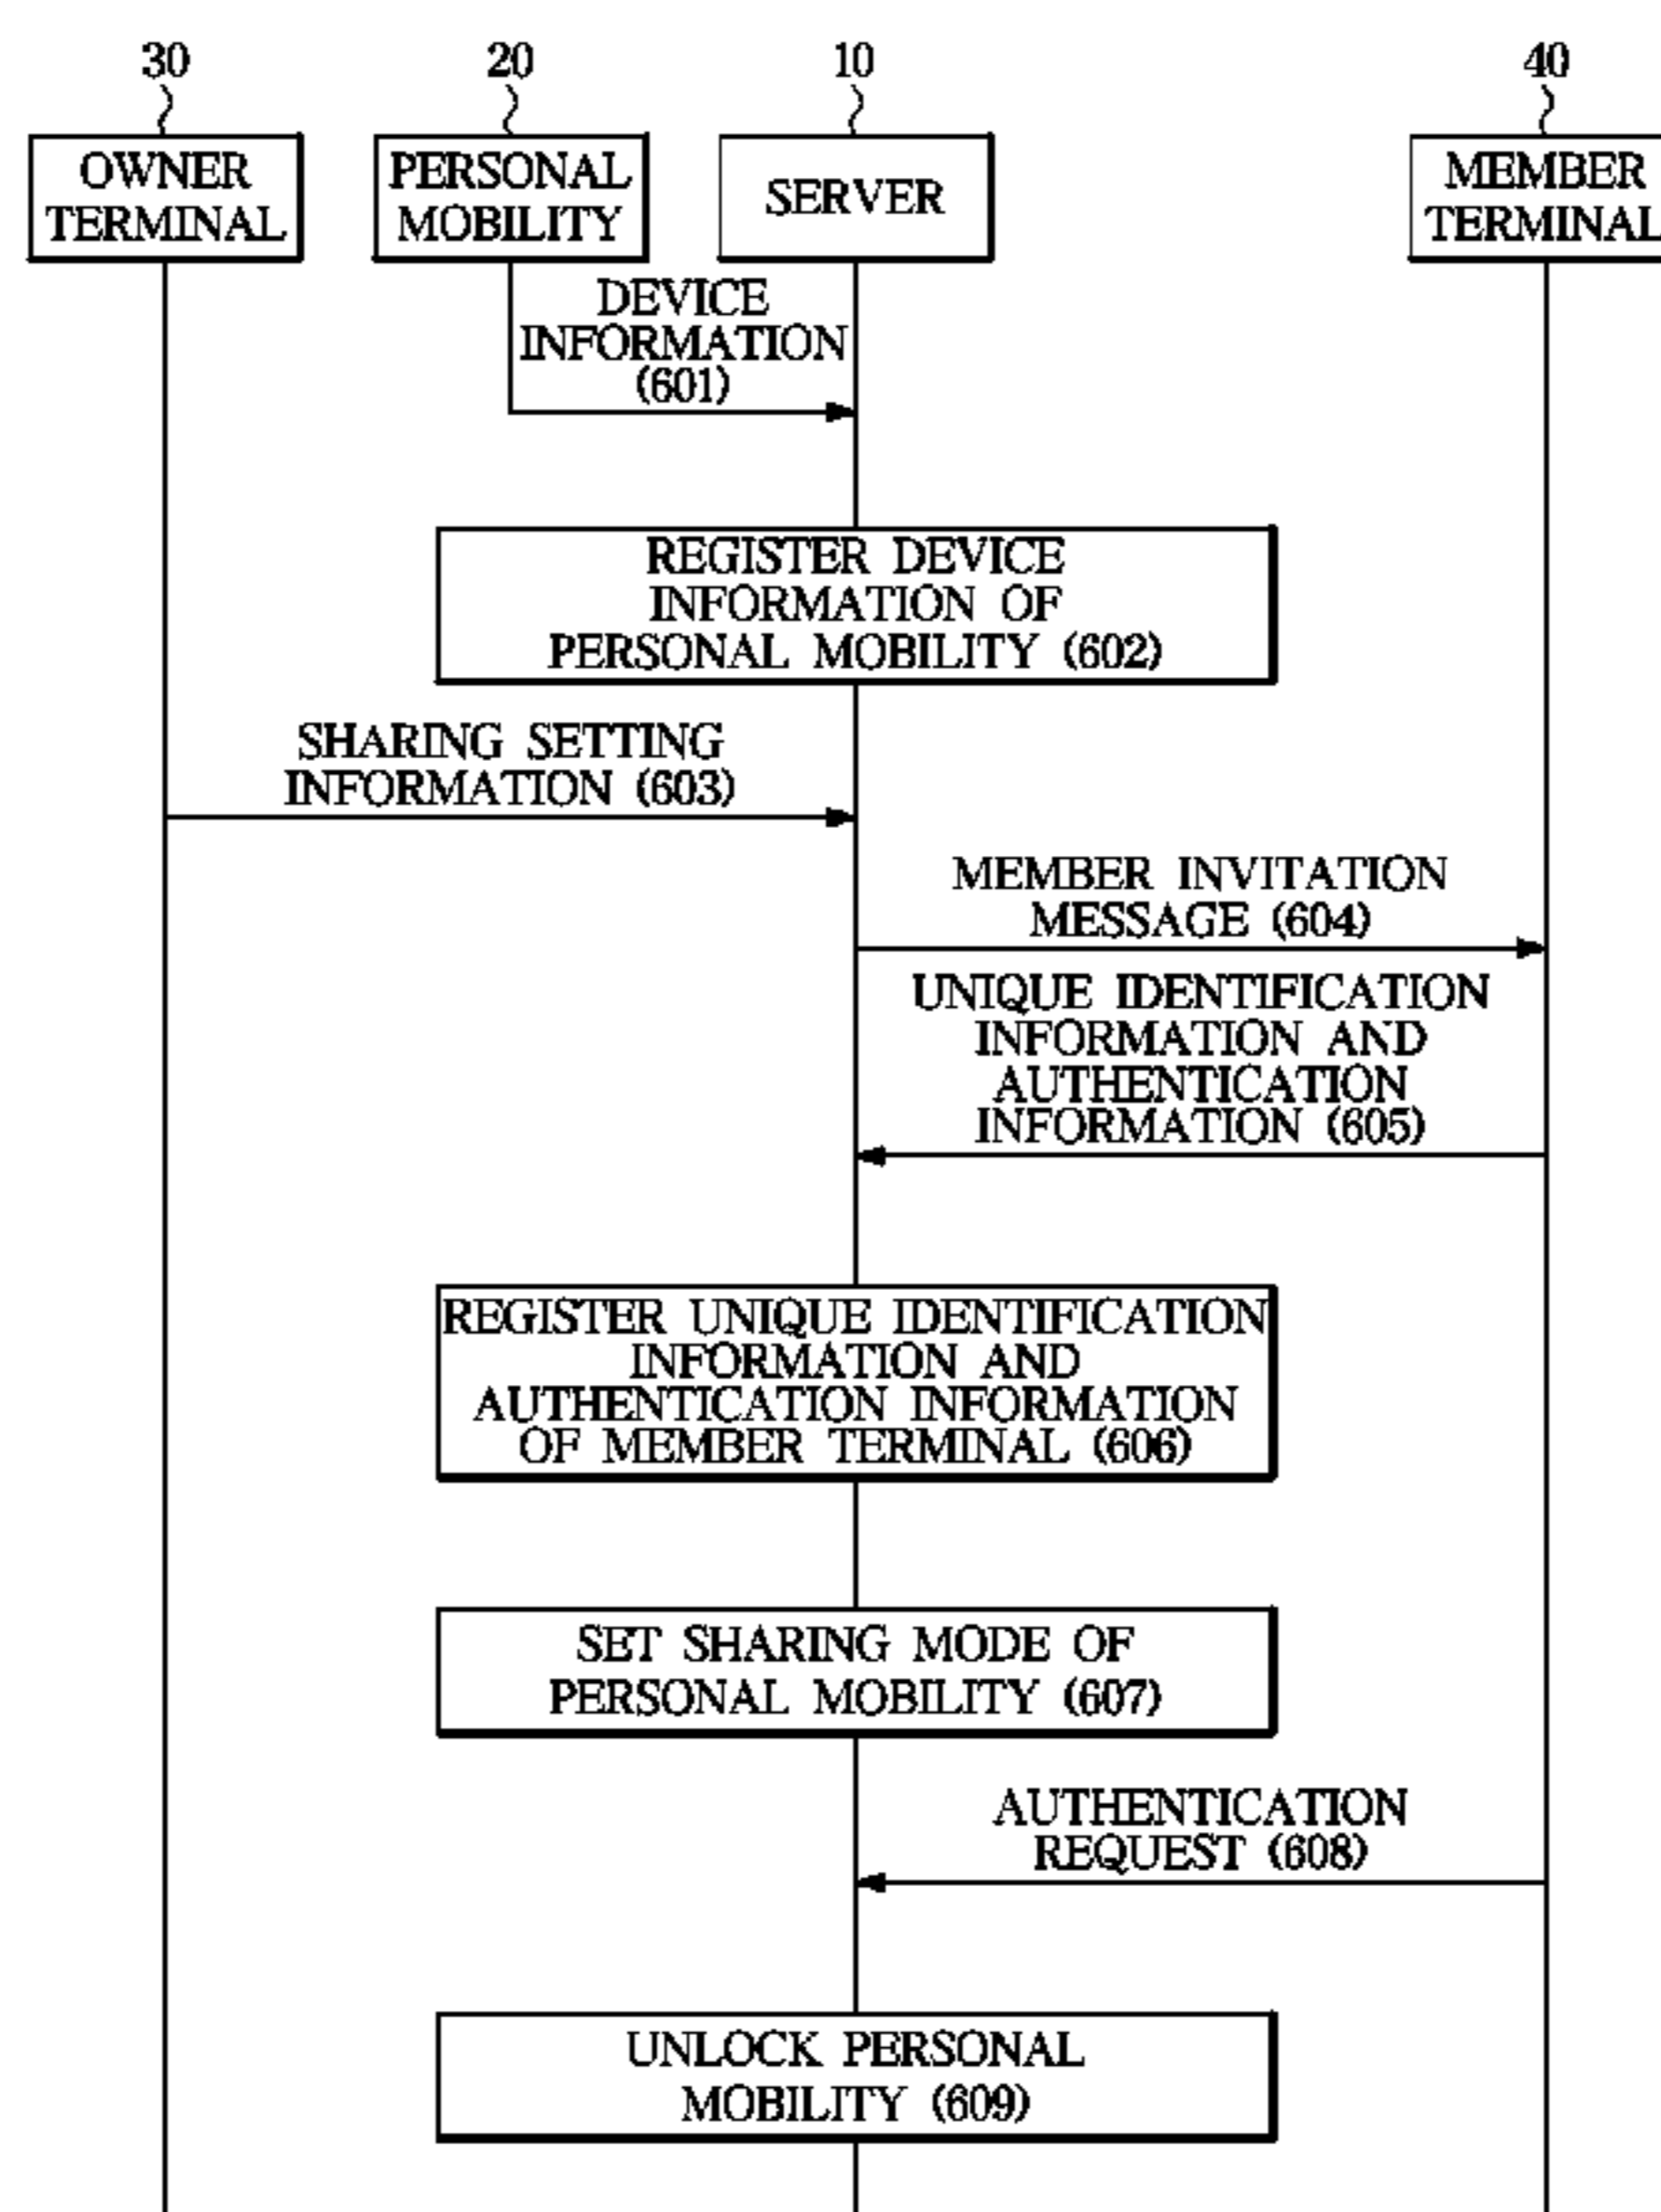 30
20
10
40
OWNER
TERMINAL
PERSONAL
MOBILITY
SERVER
MEMBER
TERMINAL
DEVICE
INFORMATION
(601)
REGISTER DEVICE
INFORMATION OF
PERSONAL MOBILITY (602)
SHARING SETTING
INFORMATION (603)
MEMBER INVITATION
MESSAGE (604)
UNIQUE IDENTIFICATION
INFORMATION AND
AUTHENTICATION
INFORMATION (605)
REGISTER UNIQUE IDENTIFICATION
INFORMATION AND
AUTHENTICATION INFORMATION
OF MEMBER TERMINAL (606)
SET SHARING MODE OF
PERSONAL MOBILITY (607)
AUTHENTICATION
REQUEST (608)
UNLOCK PERSONAL
MOBILITY (609)